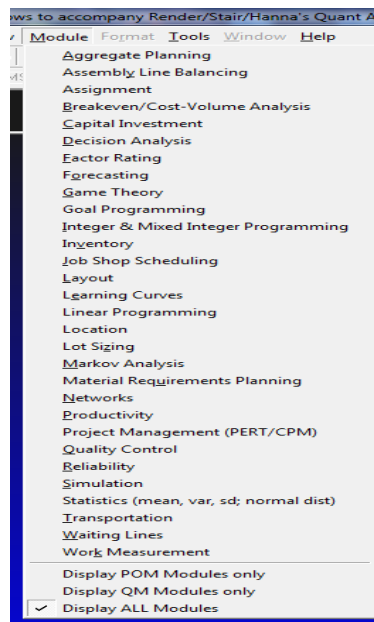 ows to accompany Render/Stair/Hanna's Quant A
Module Format Tools Window Help
Aggregate Planning
Assembly Line Balancing
Assignment
Breakeven/Cost-Volume Analysis
Capital Investment
Decision Analysis
Factor Rating
Forecasting
Game Theory
Goal Programming
Integer & Mixed Integer Programming
Inventory
Job Shop Scheduling
Layout
Learning Curves
Linear Programming
Location
Lot Sizing
Markov Analysis
Material Requirements Planning
Networks
Productivity
Project Management (PERT/CPM)
Quality Control
Reliability
Simulation
Statistics (mean, var, sd; normal dist)
Transportation
Waiting Lines
Work Measurement
Display POM Modules only
Display QM Modules only
Display ALL Modules